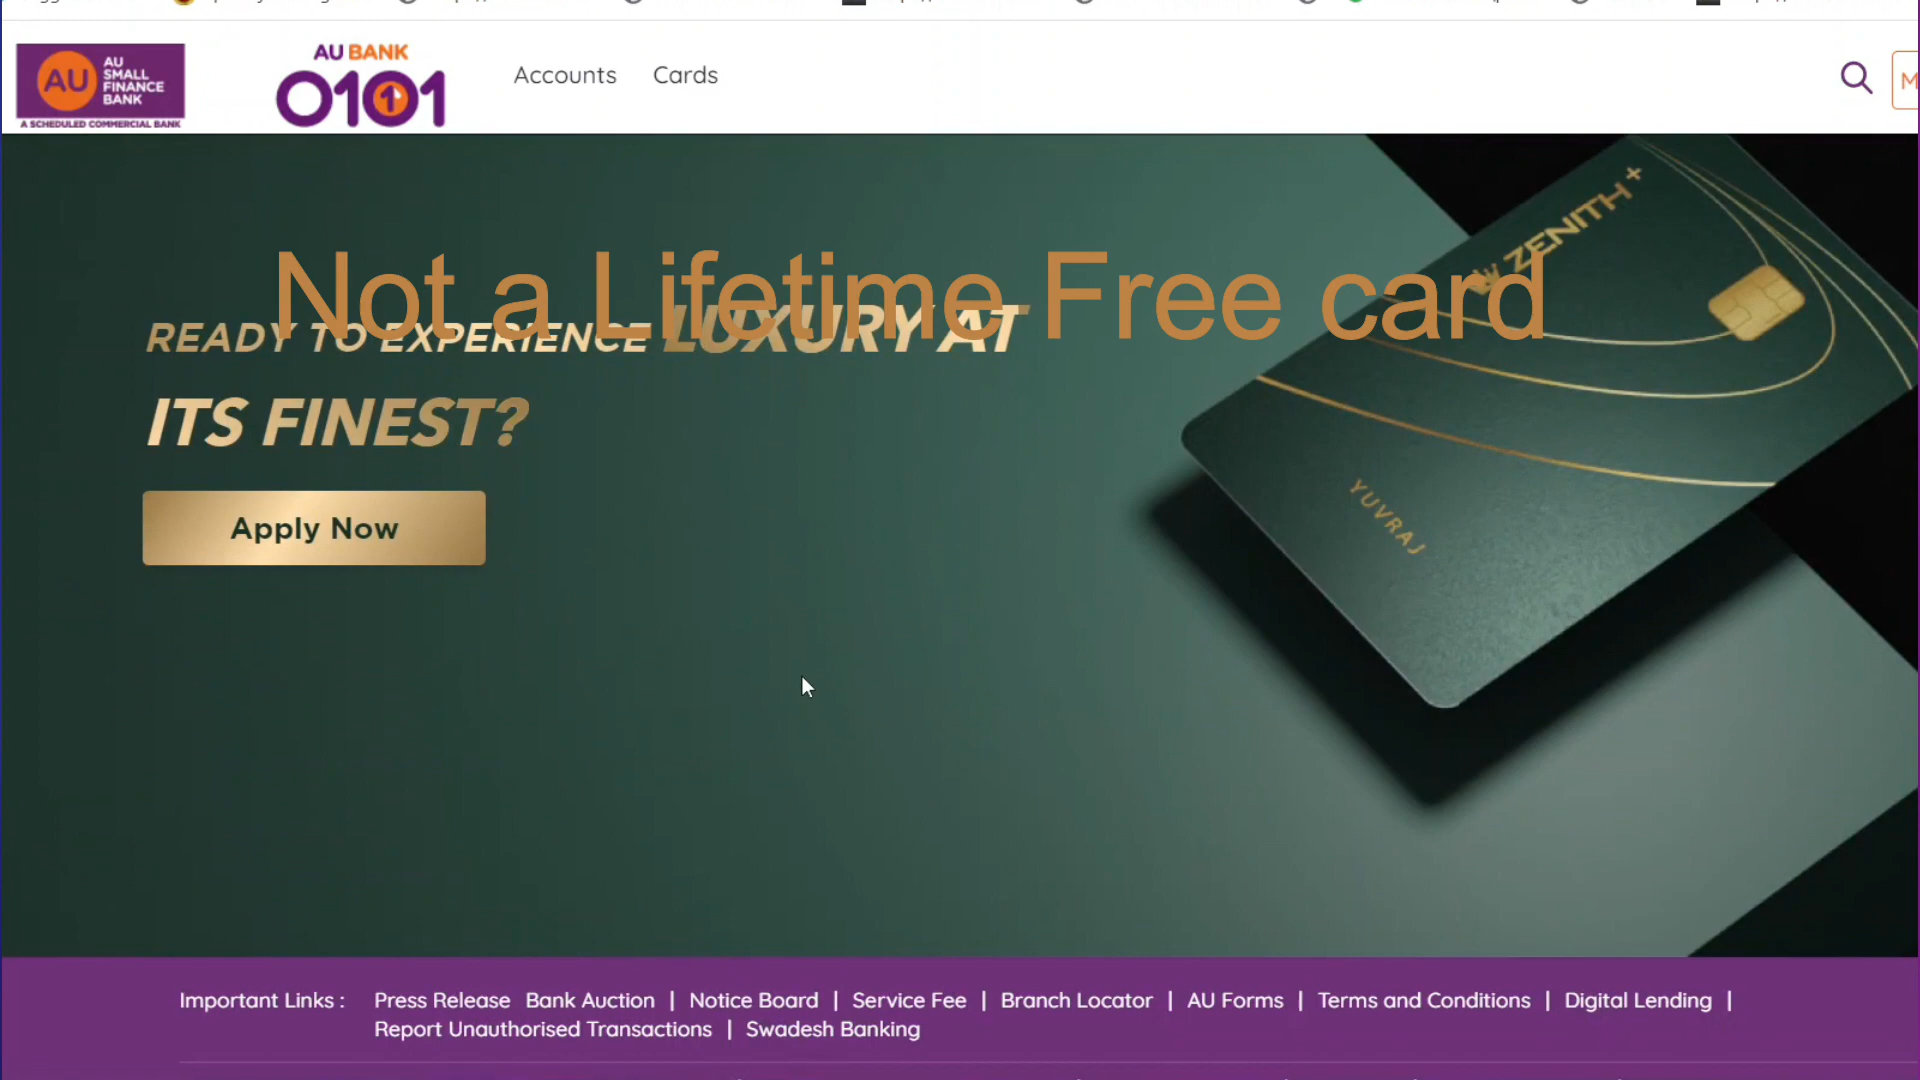 AU
AU
SMALL
FINANCE
BANK
A SCHEDULED COMMERCIAL BANK
AU BANK
0101
Accounts
Cards
ZENITH+
Not a Lifetime Free card
READY TO EXPERIENCE LUXURY AT
ITS FINEST?
YUVRAJ
Apply Now
Important Links :
Press Release Bank Auction | Notice Board | Service Fee | Branch Locator | AU Forms | Terms and Conditions | Digital Lending |
Report Unauthorised Transactions | Swadesh Banking